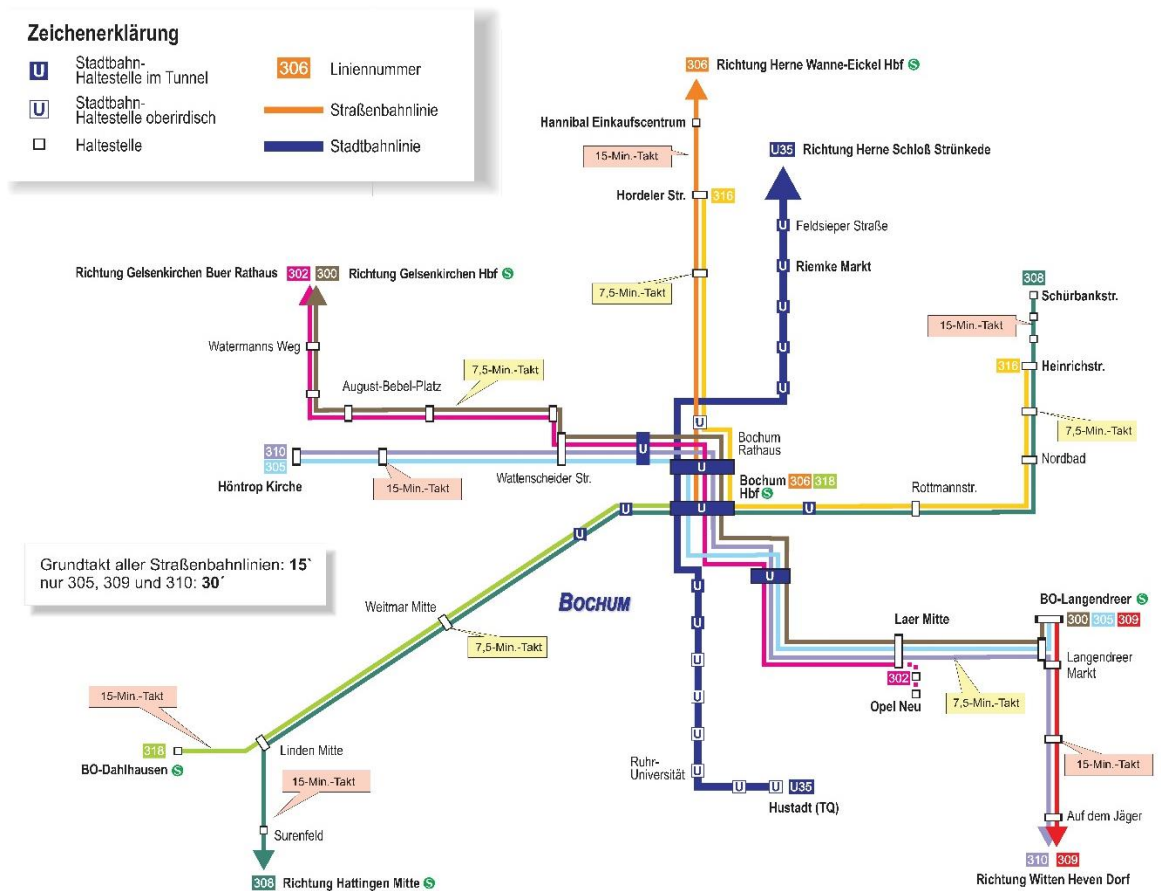 Zeichenerklärung
U
Stadtbahn-
Haltestelle im Tunnel
U
Stadtbahn-
Haltestelle oberirdisch
Haltestelle
306
Liniennummer
Straßenbahnlinie
Stadtbahnlinie
306 Richtung Herne Wanne-Eickel Hbf S
Hannibal Einkaufscentrum
15-Min.-Takt
U35 Richtung Herne Schloß Strünkede
Hordeler Str.
316
U
Feldsieper Straße
U
Riemke Markt
7,5-Min.-Takt
U
U
U
308
Schürbankstr.
15-Min.-Takt
316
Heinrichstr.
7,5-Min.-Takt
Nordbad
Richtung Gelsenkirchen Buer Rathaus 302 300 Richtung Gelsenkirchen Hbf S
Watermanns Weg
7,5-Min.-Takt
August-Bebel-Platz
310
305
Höntrop Kirche
15-Min.-Takt
Wattenscheider Str.
U
U
U
Bochum
Rathaus
Bochum 306 318
Hbf S
U
U
U
U
Rottmannstr.
Grundtakt aller Straßenbahnlinien: 15`
nur 305, 309 und 310: 30´
BOCHUM
U
Weitmar Mitte
7,5-Min.-Takt
U
U
U
U
U
U
Ruhr-
Universität
U
U
U
U35
Hustadt (TQ)
Laer Mitte
302
Opel Neu
7,5-Min.-Takt
BO-Langendreer S
300 305 309
Langendreer
Markt
15-Min.-Takt
Auf dem Jäger
310 309
Richtung Witten Heven Dorf
15-Min.-Takt
318
BO-Dahlhausen S
Linden Mitte
15-Min.-Takt
Surenfeld
308 Richtung Hattingen Mitte S